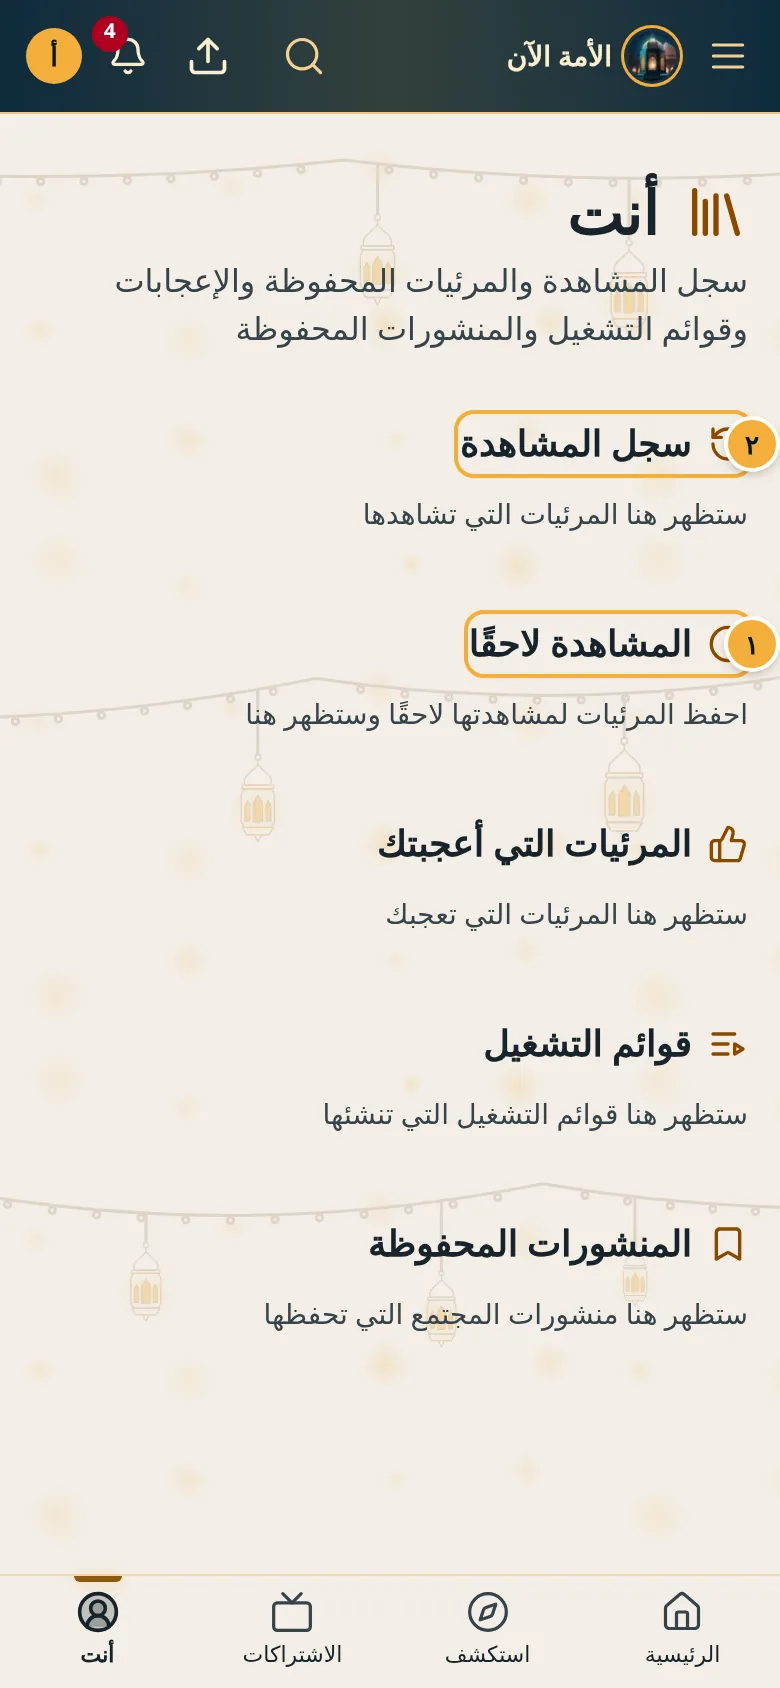 الأمة الآن
4
أ
أنت
سجل المشاهدة والمرئيات المحفوظة والإعجابات
وقوائم التشغيل والمنشورات المحفوظة
٢
سجل المشاهدة
ستظهر هنا المرئيات التي تشاهدها
١
المشاهدة لاحقًا
احفظ المرئيات لمشاهدتها لاحقًا وستظهر هنا
المرئيات التي أعجبتك
ستظهر هنا المرئيات التي تعجبك
قوائم التشغيل
ستظهر هنا قوائم التشغيل التي تنشئها
المنشورات المحفوظة
ستظهر هنا منشورات المجتمع التي تحفظها
الرئيسية
استكشف
الاشتراكات
أنت